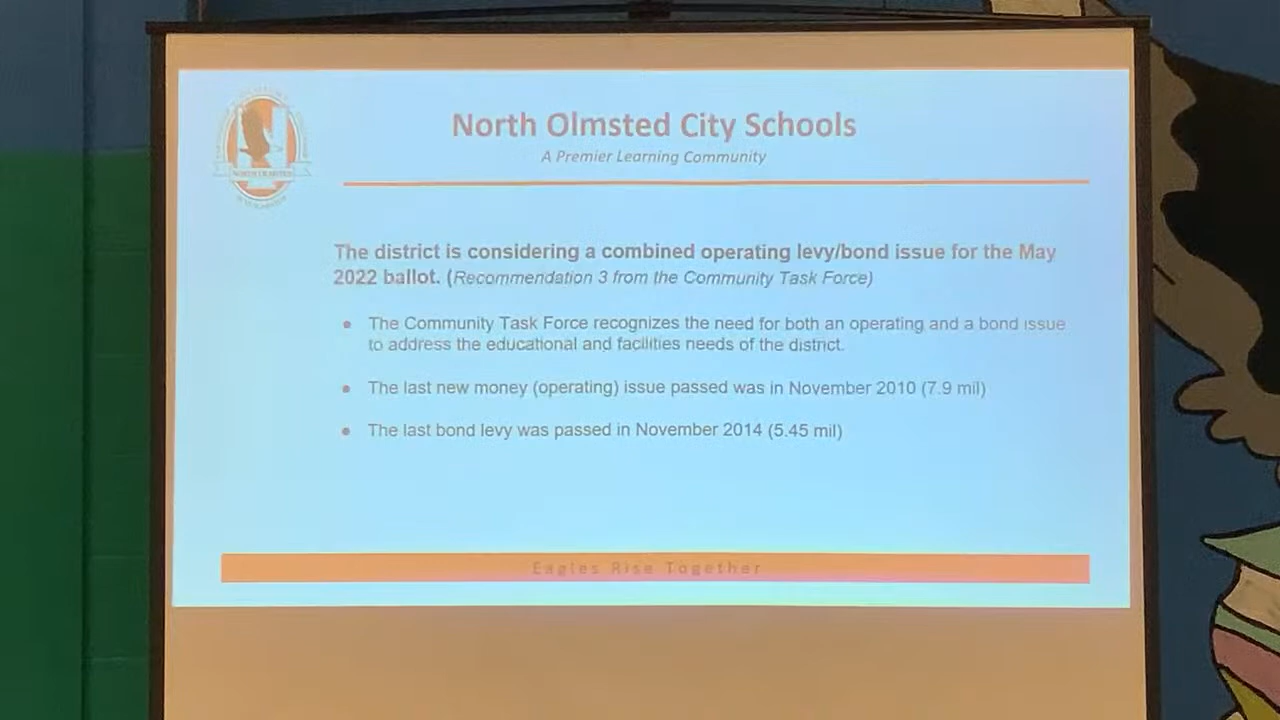 North Olmsted City Schools
A Premier Learning Community
NORTH OLMSTED
The district is considering a combined operating levy/bond issue for the May
2022 ballot. (Recommendation 3 from the Community Task Force)
• The Community Task Force recognizes the need for both an operating and a bond issue
to address the educational and facilities needs of the district.
• The last new money (operating) issue passed was in November 2010 (7.9 mil)
• The last bond levy was passed in November 2014 (5.45 mil)
Eagles Rise Together